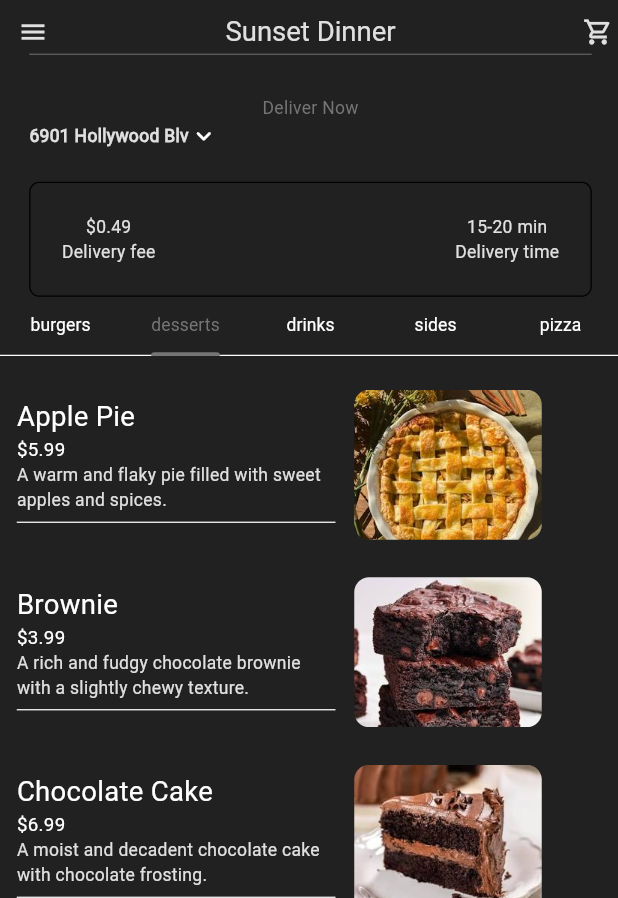 Sunset Dinner
Deliver Now
6901 Hollywood Blv
$0.49
Delivery fee
15-20 min
Delivery time
burgers desserts drinks sides pizza
Apple Pie
$5.99
A warm and flaky pie filled with sweet
apples and spices.
Brownie
$3.99
A rich and fudgy chocolate brownie
with a slightly chewy texture.
Chocolate Cake
$6.99
A moist and decadent chocolate cake
with chocolate frosting.